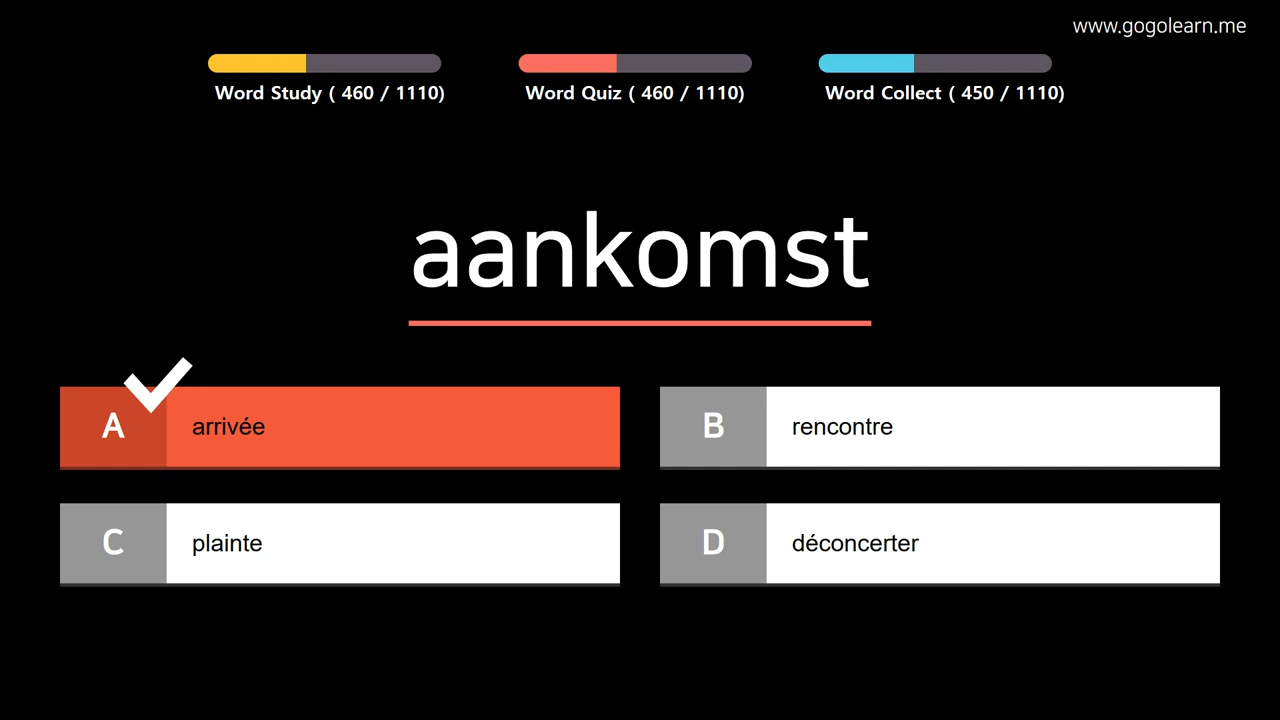 www.gogolearn.me
Word Study ( 460 / 1110)
Word Quiz ( 460 / 1110)
Word Collect ( 450 / 1110)
aankomst
A arrivée
B rencontre
C plainte
D déconcerter